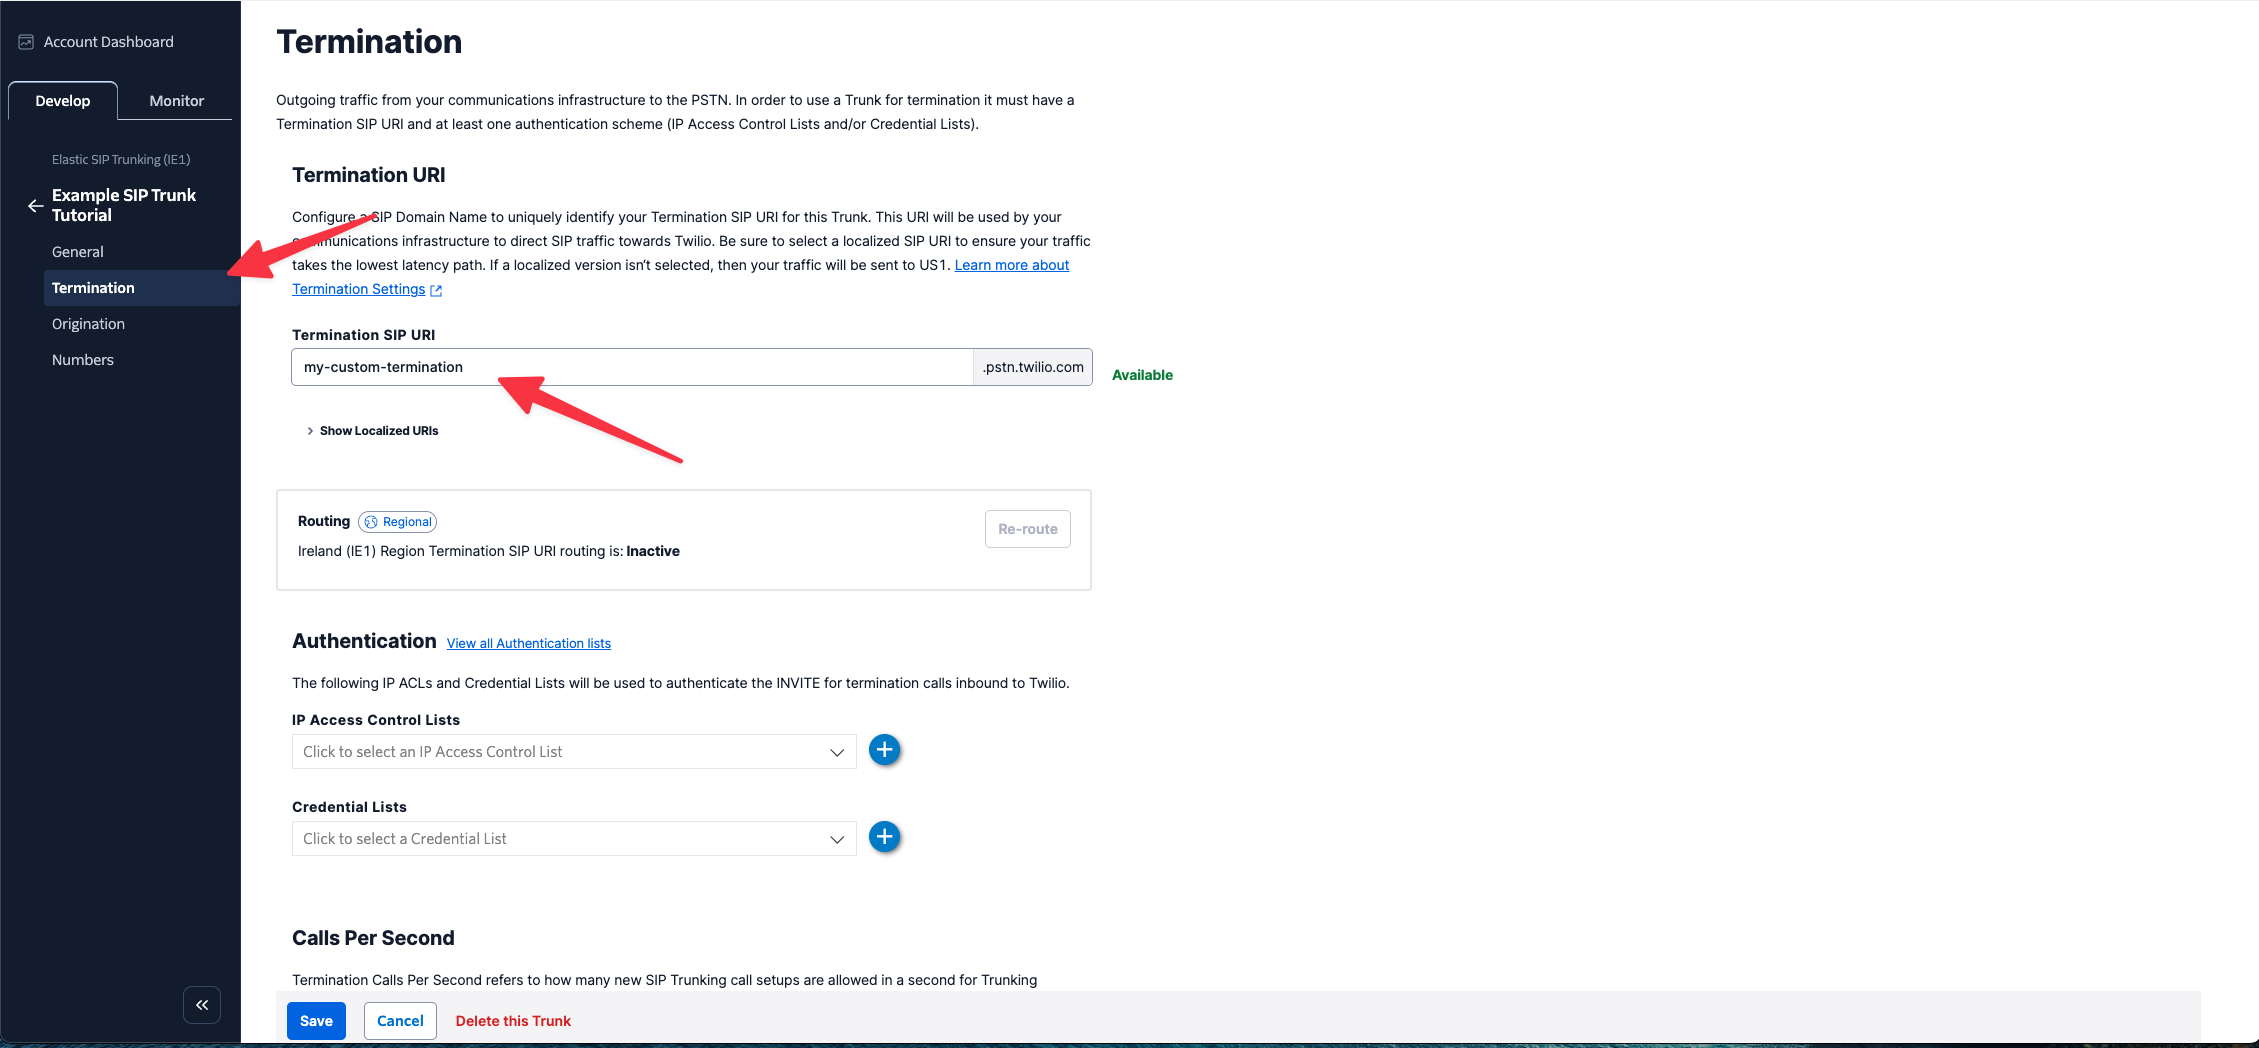 Account Dashboard
Develop
Monitor
Elastic SIP Trunking (IE1)
Example SIP Trunk
Tutorial
General
Termination
Origination
Numbers
Termination
Outgoing traffic from your communications infrastructure to the PSTN. In order to use a Trunk for termination it must have a
Termination SIP URI and at least one authentication scheme (IP Access Control Lists and/or Credential Lists).
Termination URI
Configure a SIP Domain Name to uniquely identify your Termination SIP URI for this Trunk. This URI will be used by your
communications infrastructure to direct SIP traffic towards Twilio. Be sure to select a localized SIP URI to ensure your traffic
takes the lowest latency path. If a localized version isn't selected, then your traffic will be sent to US1. Learn more about
Termination Settings
Termination SIP URI
my-custom-termination
.pstn.twilio.com
Available
Show Localized URIs
Routing
Regional
Re-route
Ireland (IE1) Region Termination SIP URI routing is: Inactive
Authentication
View all Authentication lists
The following IP ACLs and Credential Lists will be used to authenticate the INVITE for termination calls inbound to Twilio.
IP Access Control Lists
Click to select an IP Access Control List
Credential Lists
Click to select a Credential List
Calls Per Second
Termination Calls Per Second refers to how many new SIP Trunking call setups are allowed in a second for Trunking
Save
Cancel
Delete this Trunk